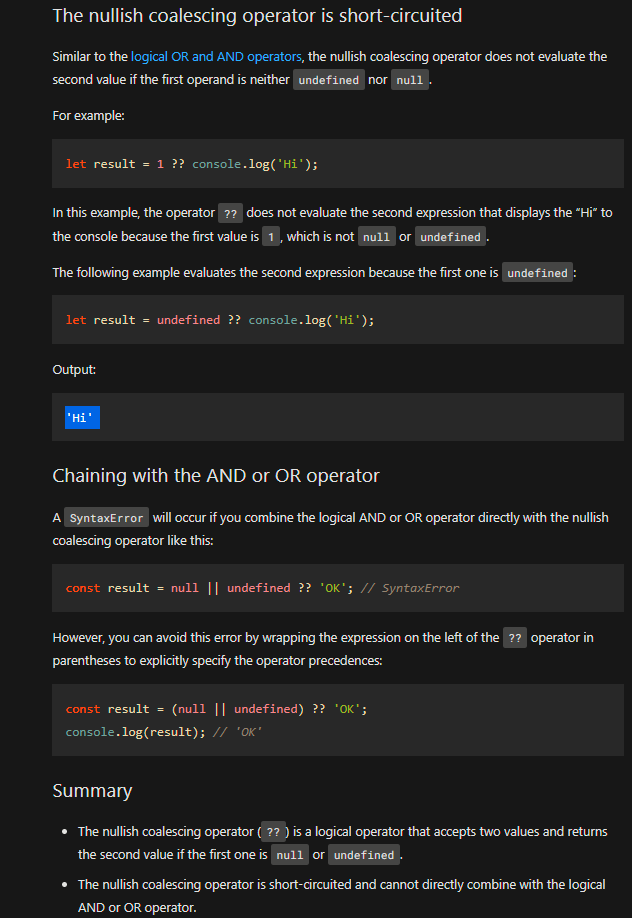 The nullish coalescing operator is short-circuited
Similar to the logical OR and AND operators, the nullish coalescing operator does not evaluate the
second value if the first operand is neither undefined nor null.
For example:
let result = 1 ?? console.log('Hi');
In this example, the operator ?? does not evaluate the second expression that displays the “Hi” to
the console because the first value is 1, which is not null or undefined.
The following example evaluates the second expression because the first one is undefined:
let result = undefined ?? console.log('Hi');
Output:
'Hi'
Chaining with the AND or OR operator
A SyntaxError will occur if you combine the logical AND or OR operator directly with the nullish
coalescing operator like this:
const result = null || undefined ?? 'OK'; // SyntaxError
However, you can avoid this error by wrapping the expression on the left of the ?? operator in
parentheses to explicitly specify the operator precedences:
const result = (null || undefined) ?? 'OK';
console.log(result); // 'OK'
Summary
• The nullish coalescing operator (??) is a logical operator that accepts two values and returns
the second value if the first one is null or undefined.
• The nullish coalescing operator is short-circuited and cannot directly combine with the logical
AND or OR operator.